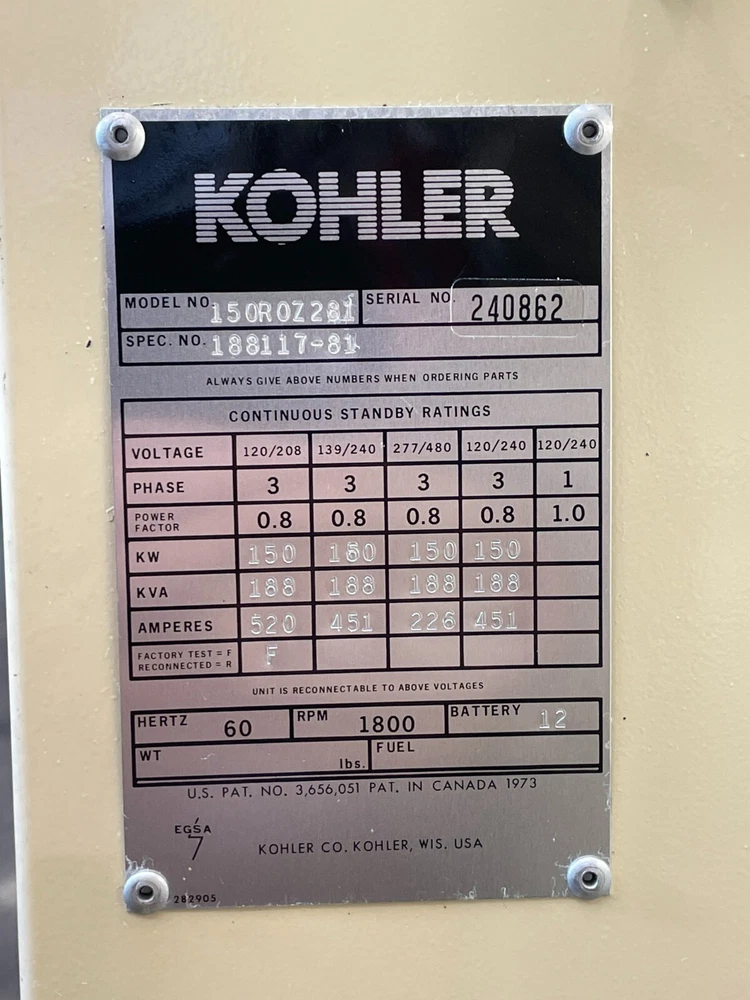 KOHLER
MODEL NO. 150ROZ281 SERIAL NO. 240862
SPEC. NO. 188117-81
ALWAYS GIVE ABOVE NUMBERS WHEN ORDERING PARTS
CONTINUOUS STANDBY RATINGS
VOLTAGE 120/208 139/240 277/480 120/240 120/240
PHASE 3 3 3 3 1
POWER
FACTOR 0.8 0.8 0.8 0.8 1.0
KW 150 150 150 150
KVA 188 188 188 188
AMPERES 520 451 226 451
FACTORY TEST = F F
RECONNECTED = R
UNIT IS RECONNECTABLE TO ABOVE VOLTAGES
HERTZ 60 RPM 1800 BATTERY 12
WT lbs. FUEL
U.S. PAT. NO. 3,656,051 PAT. IN CANADA 1973
EGSA
7
KOHLER CO. KOHLER, WIS. USA
282905